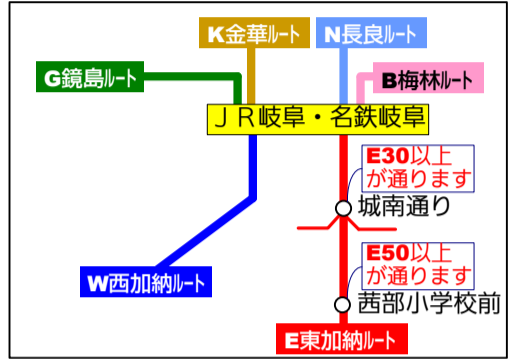 K金華ルート
N長良ルート
G鏡島ルート
B梅林ルート
JR岐阜・名鉄岐阜
E30以上
が通ります
城南通り
E50以上
が通ります
W西加納ルート
茜部小学校前
E東加納ルート